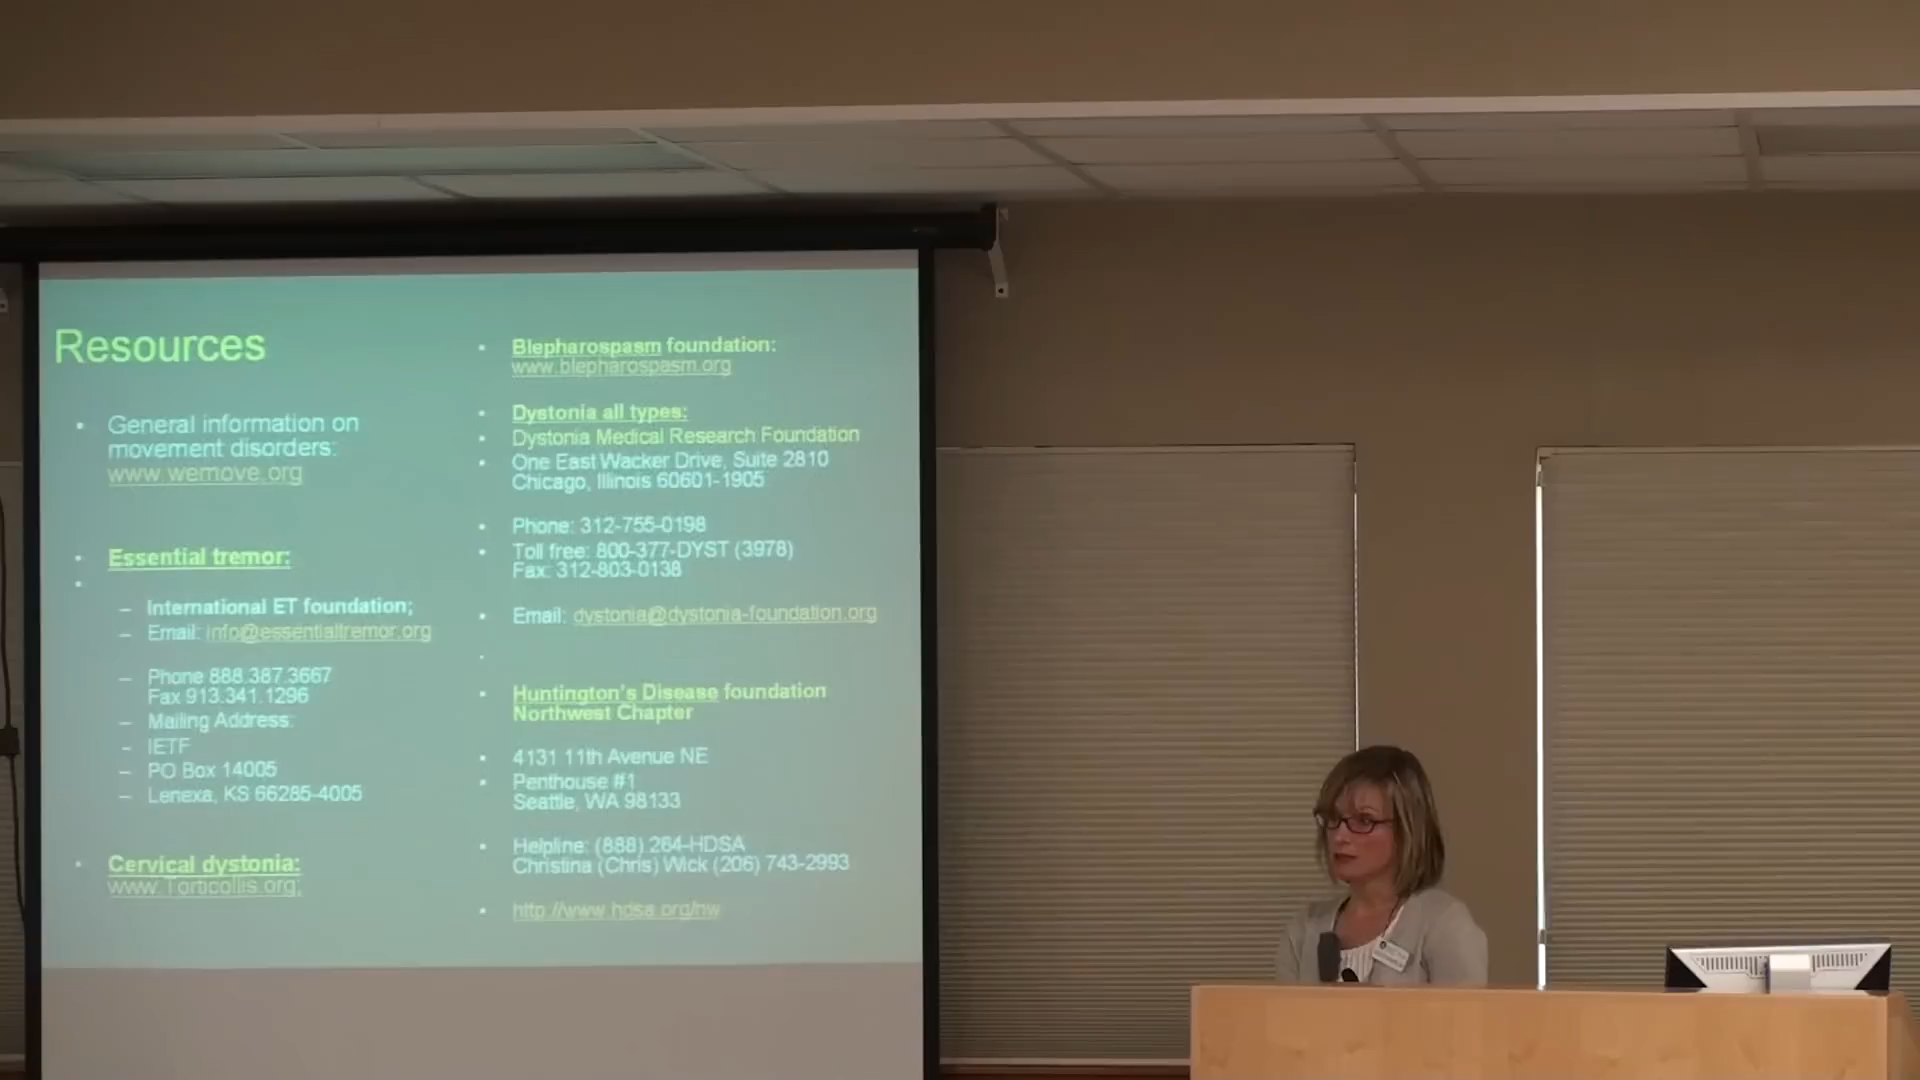 Resources
General information on
movement disorders:
www.wemove.org
Essential tremor:
International ET foundation;
Email: info@essentialtremor.org
Phone 888.387.3667
Fax 913.341.1296
Mailing Address:
IETF
PO Box 14005
Lenexa, KS 66285-4005
Cervical dystonia:
www.Torticollis.org;
Blepharospasm foundation:
www.blepharospasm.org
Dystonia all types:
Dystonia Medical Research Foundation
One East Wacker Drive, Suite 2810
Chicago, Illinois 60601-1905
Phone: 312-755-0198
Toll free: 800-377-DYST (3978)
Fax: 312-803-0138
Email: dystonia@dystonia-foundation.org
Huntington's Disease foundation
Northwest Chapter
4131 11th Avenue NE
Penthouse #1
Seattle, WA 98133
Helpline: (888) 264-HDSA
Christina (Chris) Wick (206) 743-2993
http://www.hdsa.org/nw